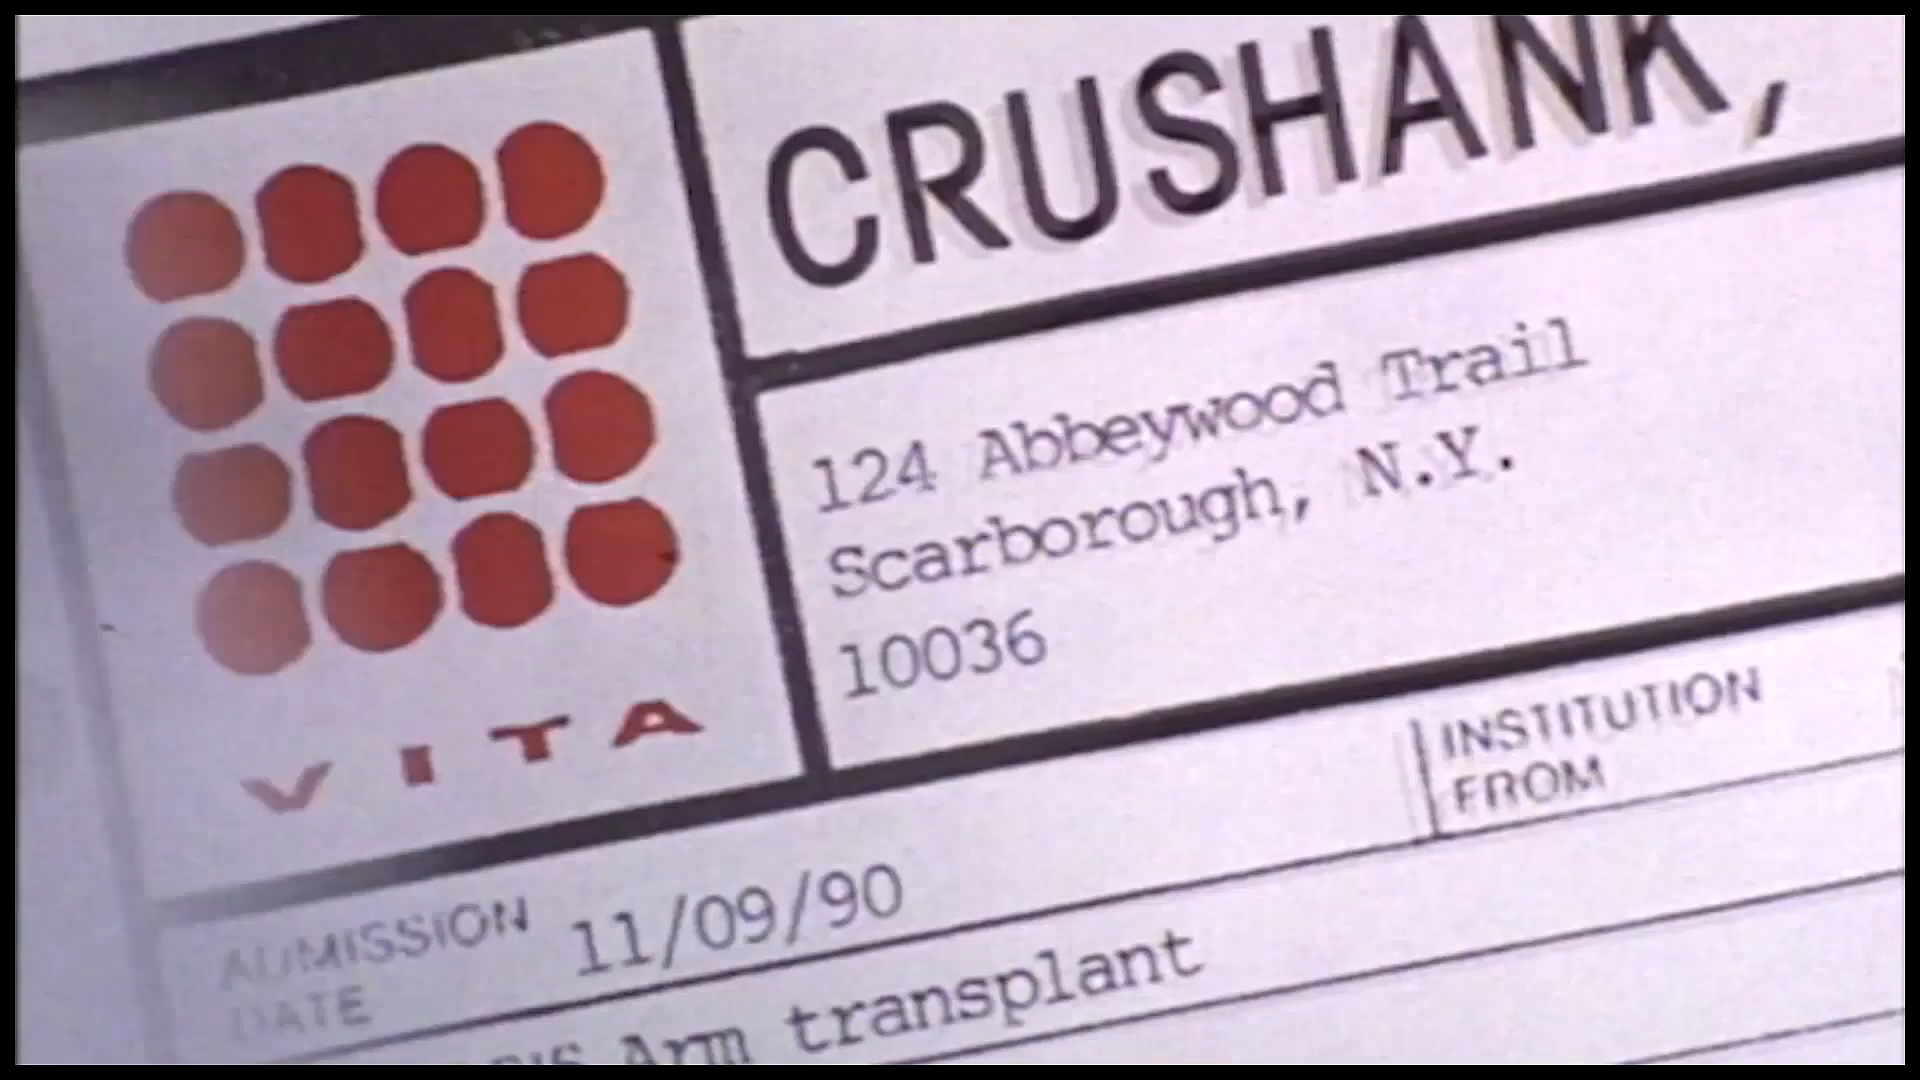 CRUSHANK,
124 Abbeywood Trail
Scarborough, N.Y.
10036
VITA
INSTITUTION
FROM
ADMISSION
DATE
11/09/90
Arm transplant